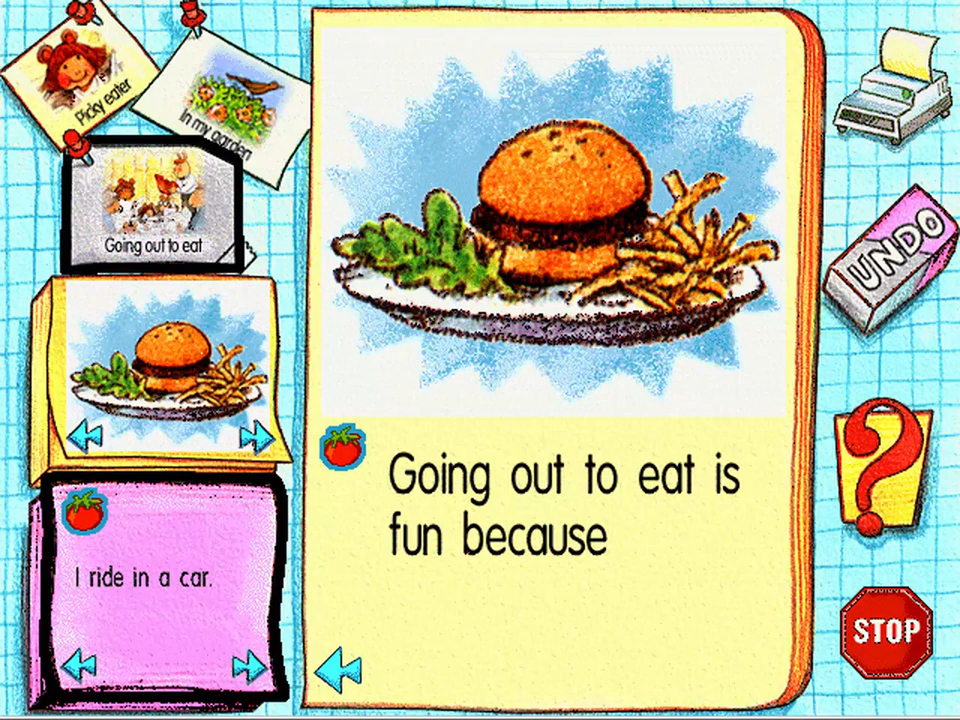 Picky eater
In my garden
Going out to eat
I ride in a car.
Going out to eat is
fun because
UNDO
?
STOP